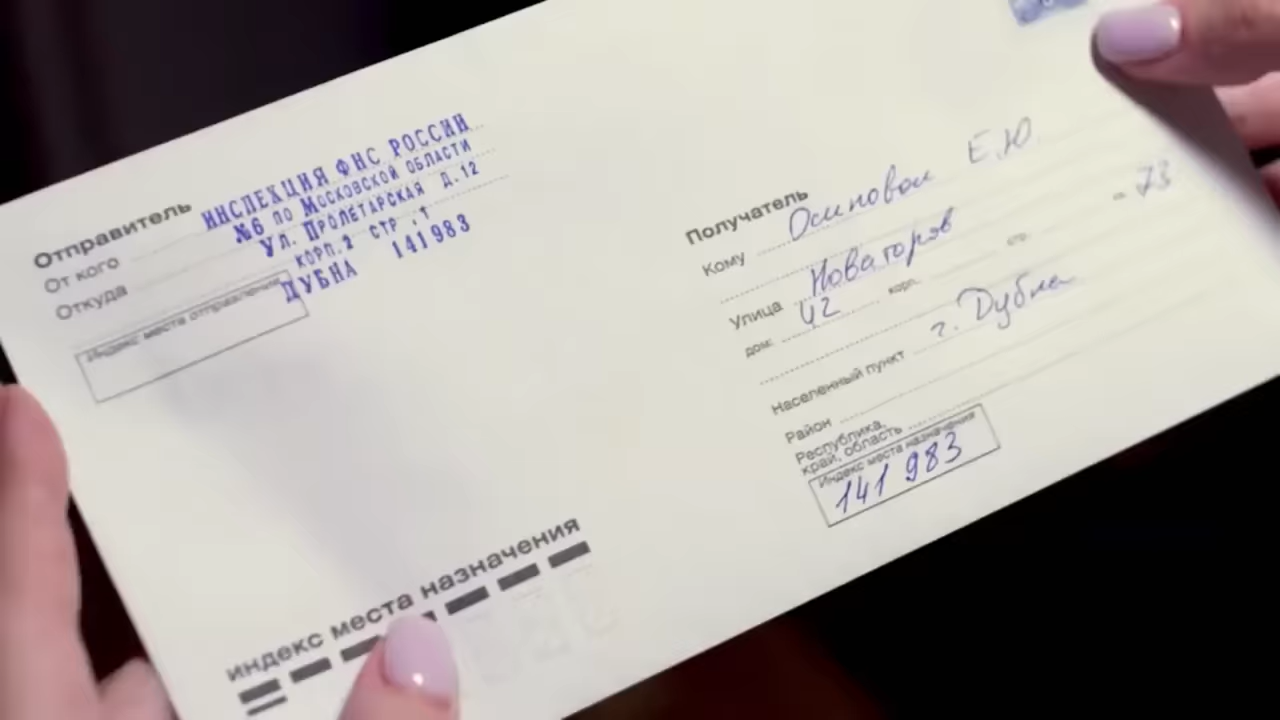 Отправитель
От кого
Откуда
ИНСПЕКЦИЯ ФНС РОССИИ
№6 по Московской области
Ул. Пролетарская д.12
корп.2 стр.1
ДУБНА 141983
Индекс места отправления
Получатель
Кому Осиповой Е.Ю.
Улица
дом: 42 корп. стр. - 73
Населенный пункт г. Дубна
Район
Республика,
край, область
Индекс места назначения
141 983
индекс места назначения